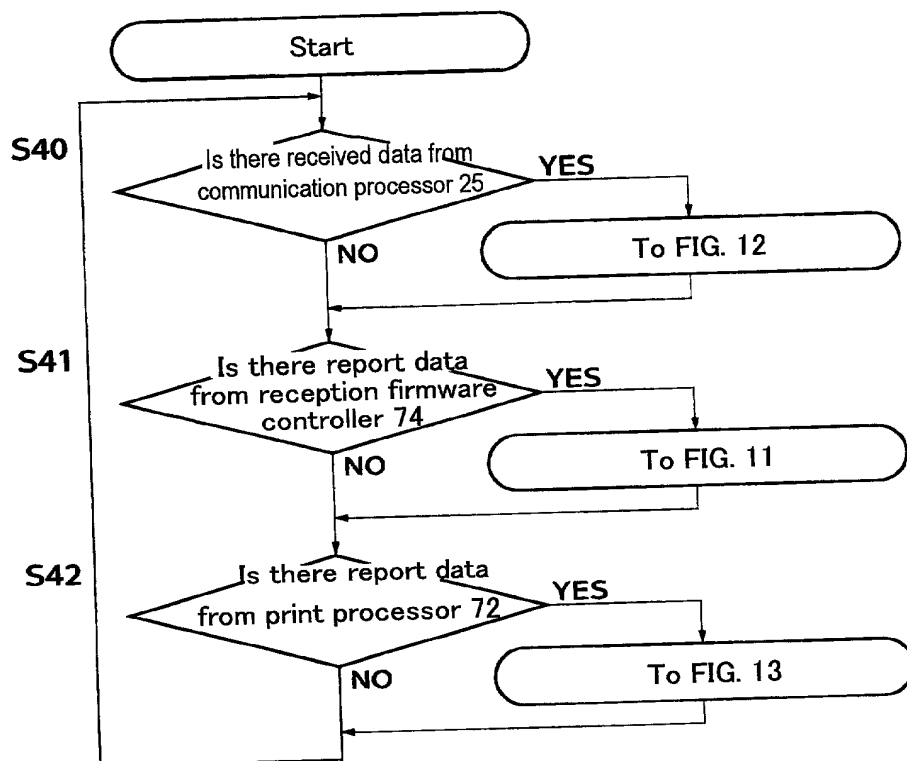 Start
S40
Is there received data from
communication processor 25
YES
NO
To FIG. 12
S41
Is there report data
from reception firmware
controller 74
YES
NO
To FIG. 11
S42
Is there report data
from print processor 72
YES
NO
To FIG. 13